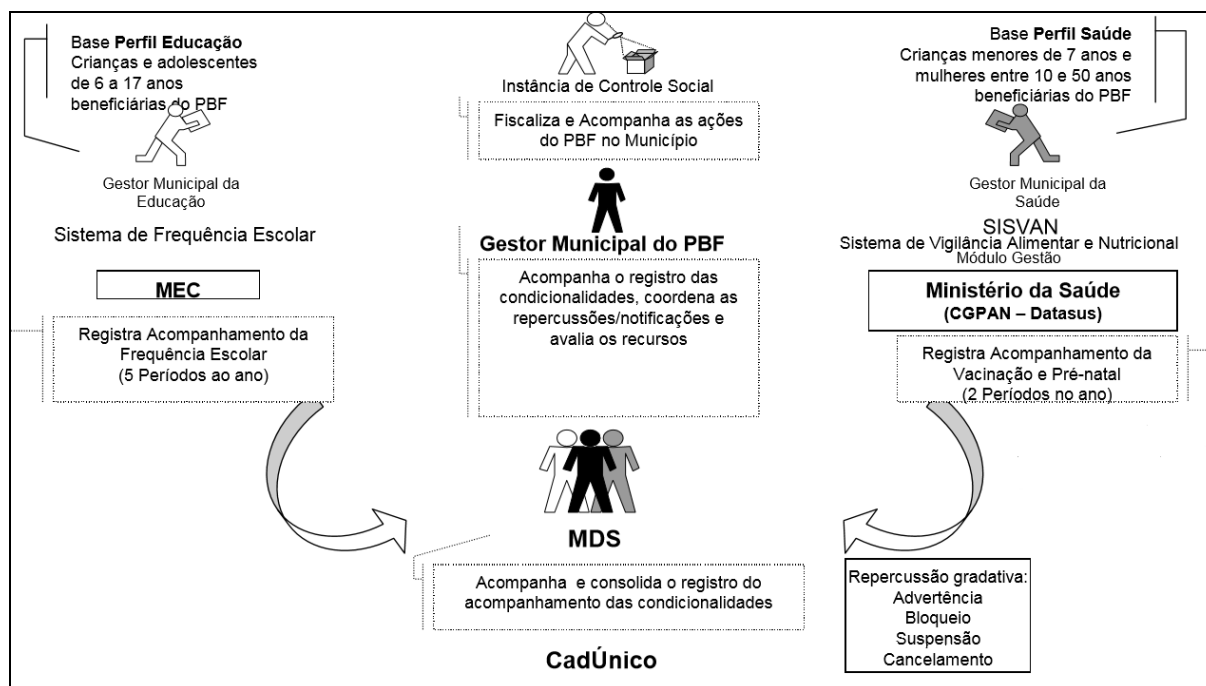 Base Perfil Educação
Crianças e adolescentes
de 6 a 17 anos
beneficiárias do PBF
Gestor Municipal da
Educação
Sistema de Frequência Escolar
MEC
Registra Acompanhamento da
Frequência Escolar
(5 Períodos ao ano)
Instância de Controle Social
Fiscaliza e Acompanha as ações
do PBF no Município
Gestor Municipal do PBF
Acompanha o registro das
condicionalidades, coordena as
repercussões/notificações e
avalia os recursos
MDS
Acompanha e consolida o registro do
acompanhamento das condicionalidades
CadÚnico
Base Perfil Saúde
Crianças menores de 7 anos e
mulheres entre 10 e 50 anos
beneficiárias do PBF
Gestor Municipal da
Saúde
SISVAN
Sistema de Vigilância Alimentar e Nutricional
Módulo Gestão
Ministério da Saúde
(CGPAN – Datasus)
Registra Acompanhamento da
Vacinação e Pré-natal
(2 Períodos no ano)
Repercussão gradativa:
Advertência
Bloqueio
Suspensão
Cancelamento